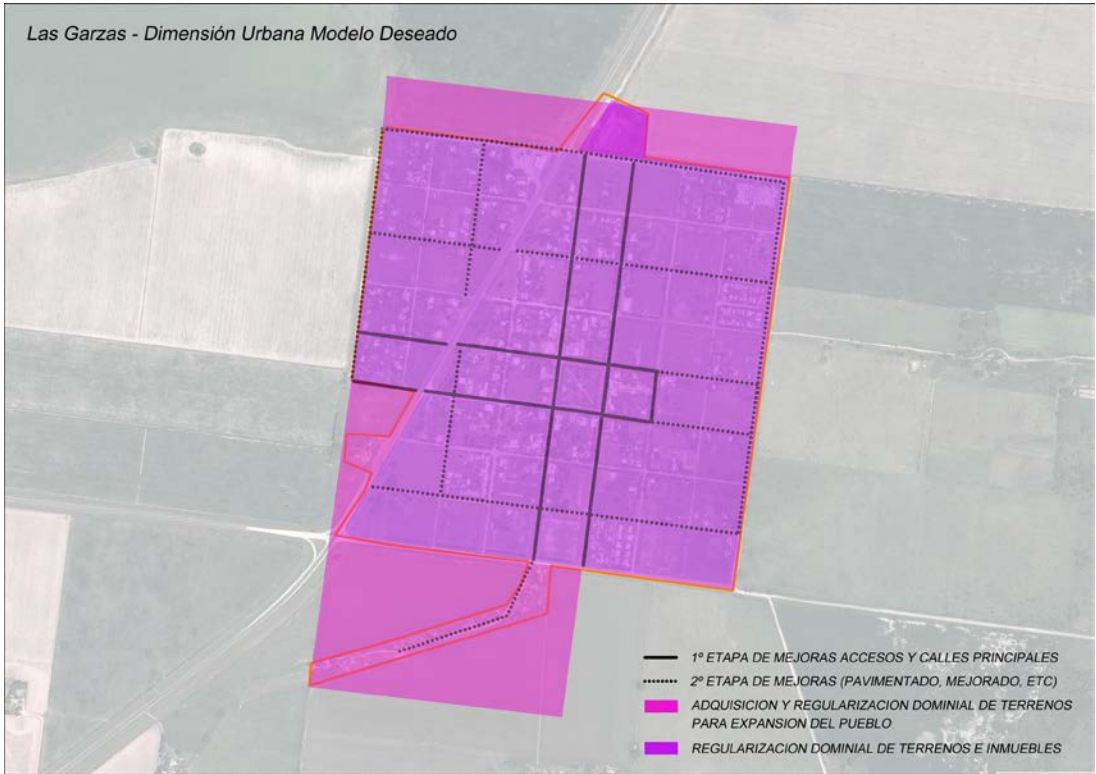 Las Garzas - Dimensión Urbana Modelo Deseado
1º ETAPA DE MEJORAS ACCESOS Y CALLES PRINCIPALES
2º ETAPA DE MEJORAS (PAVIMENTADO, MEJORADO, ETC)
ADQUISICION Y REGULARIZACION DOMINIAL DE TERRENOS
PARA EXPANSION DEL PUEBLO
REGULARIZACION DOMINIAL DE TERRENOS E INMUEBLES